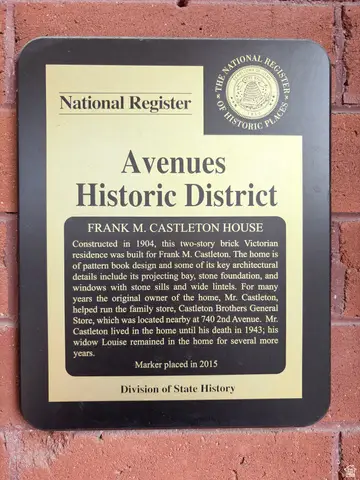 THE NATIONAL REGISTER
OF HISTORIC PLACES
National Register
Avenues
Historic District
FRANK M. CASTLETON HOUSE
Constructed in 1904, this two-story brick Victorian
residence was built for Frank M. Castleton. The home is
of pattern book design and some of its key architectural
details include its projecting bay, stone foundation, and
windows with stone sills and wide lintels. For many
years the original owner of the home, Mr. Castleton,
helped run the family store, Castleton Brothers General
Store, which was located nearby at 740 2nd Avenue. Mr.
Castleton lived in the home until his death in 1943; his
widow Louise remained in the home for several more
years.
Marker placed in 2015
Division of State History